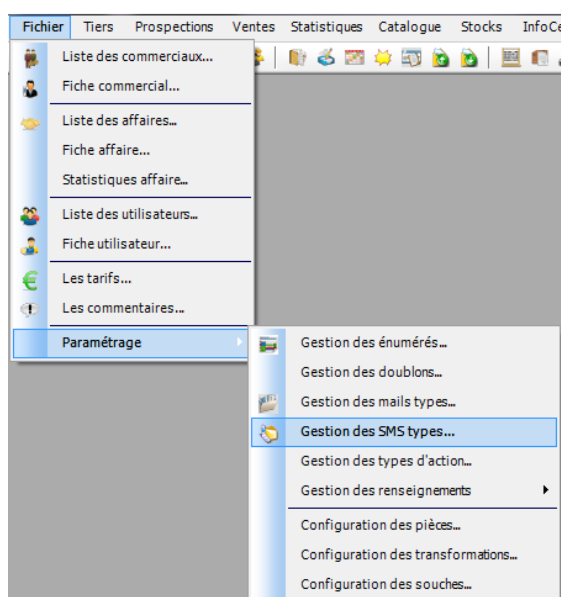 Fichier Tiers Prospections Ventes Statistiques Catalogue Stocks
Liste des commerciaux...
Fiche commercial...
Liste des affaires...
Fiche affaire...
Statistiques affaire...
Liste des utilisateurs...
Fiche utilisateur...
Les tarifs...
Les commentaires...
Paramétrage
Gestion des énumérés...
Gestion des doublons...
Gestion des mails types...
Gestion des SMS types...
Gestion des types d'action...
Gestion des renseignements
Configuration des pièces...
Configuration des transformations...
Configuration des souches...